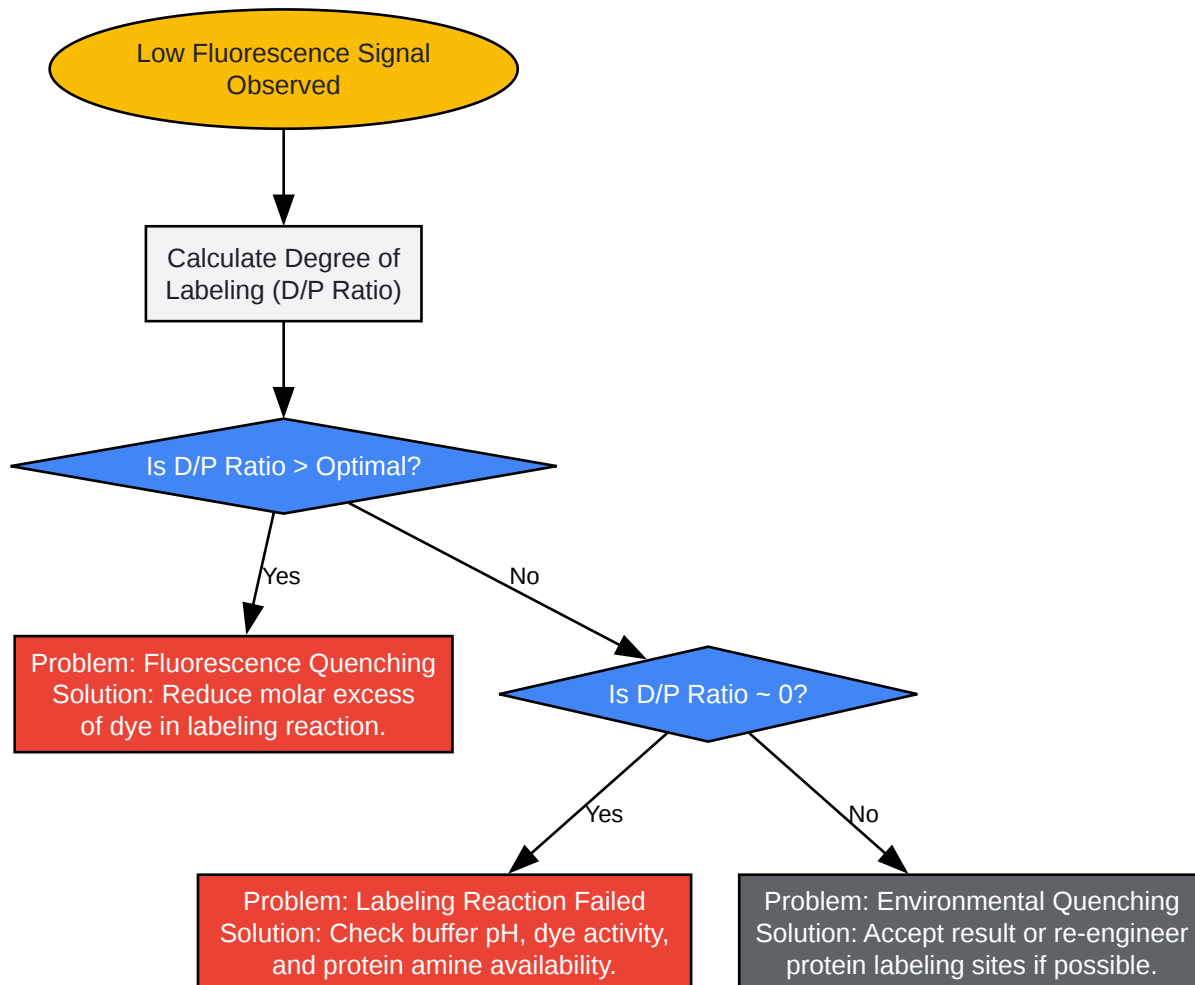 Low Fluorescence Signal
Observed
Calculate Degree of
Labeling (D/P Ratio)
Is D/P Ratio > Optimal?
Yes
No
Problem: Fluorescence Quenching
Solution: Reduce molar excess
of dye in labeling reaction.
Is D/P Ratio ~ 0?
Yes
No
Problem: Labeling Reaction Failed
Solution: Check buffer pH, dye activity,
and protein amine availability.
Problem: Environmental Quenching
Solution: Accept result or re-engineer
protein labeling sites if possible.